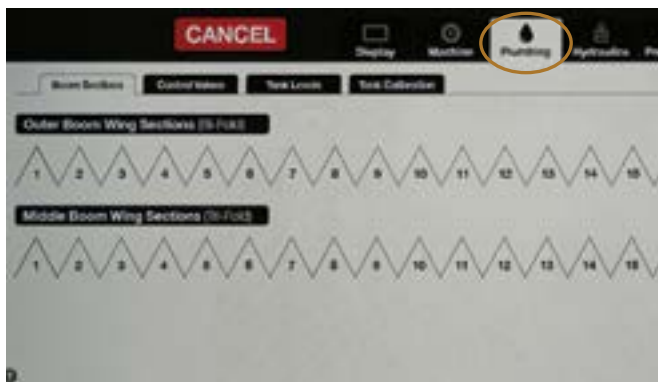 CANCEL
Display Machine Plumbing Hydraulics
Boom Sections Control Valves Tank Levels Tank Calibration
Outer Boom Wing Sections (Bi-Fold)
1 2 3 4 5 6 7 8 9 10 11 12 13 14 15
Middle Boom Wing Sections (Tri-Fold)
1 2 3 4 5 6 7 8 9 10 11 12 13 14 15